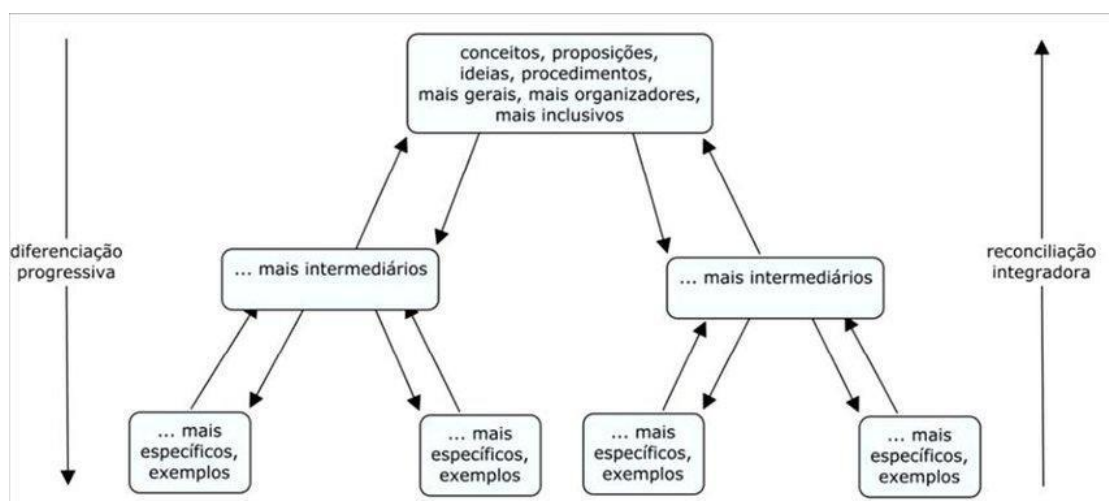 conceitos, proposições,
ideias, procedimentos,
mais gerais, mais organizadores,
mais inclusivos
diferenciação
progressiva
... mais intermediários
... mais intermediários
reconciliação
integradora
... mais
específicos,
exemplos
... mais
específicos,
exemplos
... mais
específicos,
exemplos
... mais
específicos,
exemplos